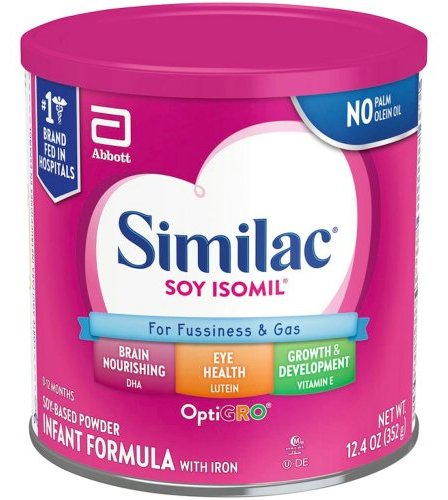 #1
BRAND
FED IN
HOSPITALS
Abbott
NO PALM
OLEIN OIL
Similac®
SOY ISOMIL®
For Fussiness & Gas
BRAIN
NOURISHING
DHA
EYE
HEALTH
LUTEIN
GROWTH &
DEVELOPMENT
VITAMIN E
OptiGRO®
0-12 MONTHS
SOY-BASED POWDER
INFANT FORMULA WITH IRON
U-DE
NET WT
12.4 OZ (352 g)